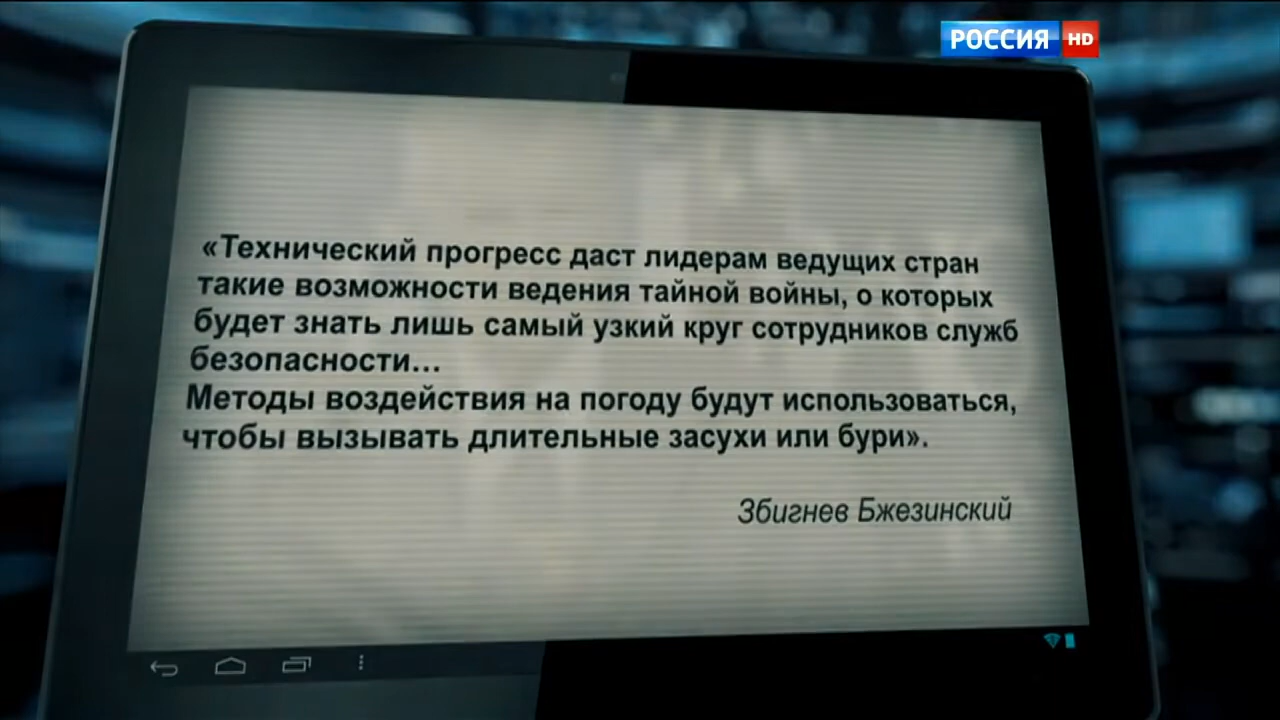 РОССИЯ HD
«Технический прогресс даст лидерам ведущих стран
такие возможности ведения тайной войны, о которых
будет знать лишь самый узкий круг сотрудников служб
безопасности...
Методы воздействия на погоду будут использоваться,
чтобы вызывать длительные засухи или бури».
Збигнев Бжезинский